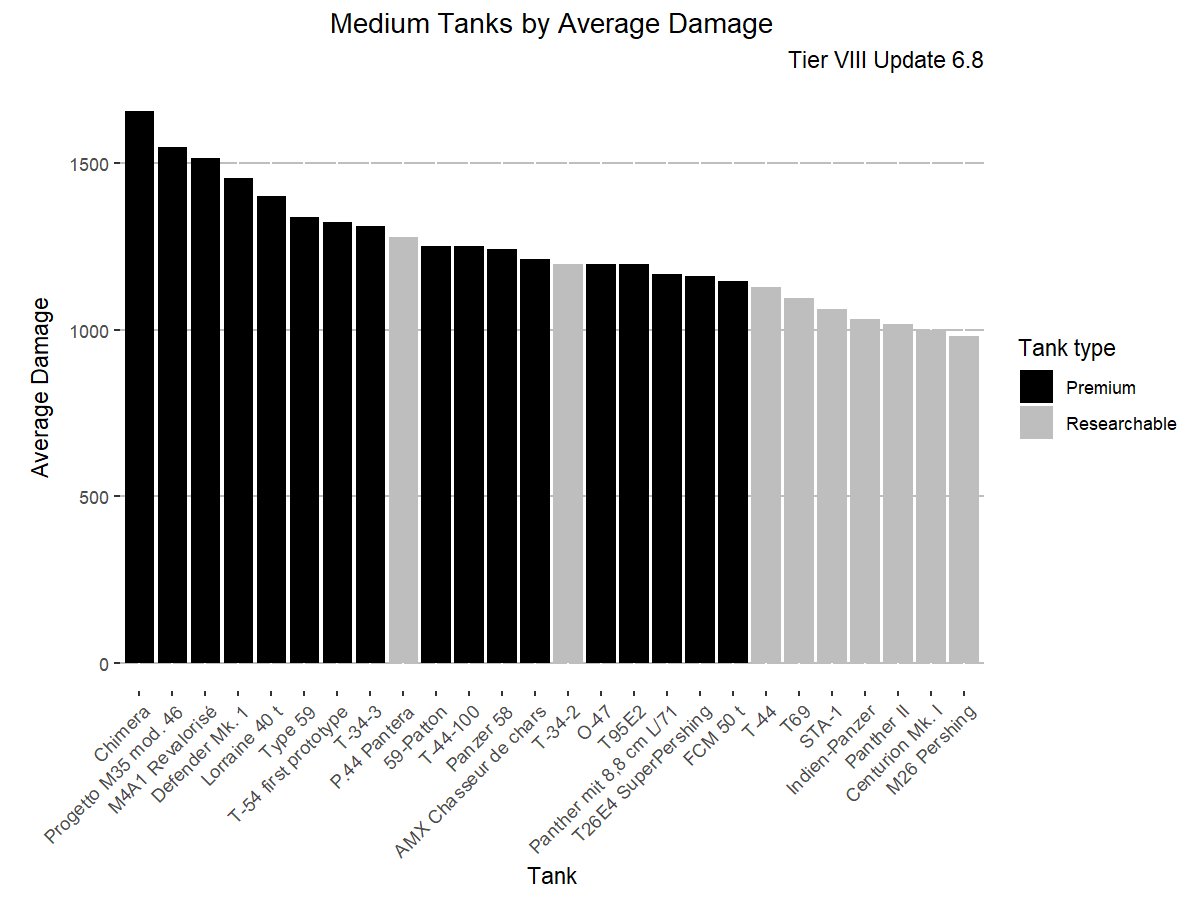 Medium Tanks by Average Damage
Tier VIII Update 6.8
Average Damage
1500
1000
500
0
Chimera
Progetto M35 mod. 46
M4A1 Revalorisé
Defender Mk. 1
Lorraine 40 t
Type 59
T-54 first prototype
T-34-3
P.44 Pantera
59-Patton
T-44-100
Panzer 58
AMX Chasseur de chars
T-34-2
O-47
T95E2
Panther mit 8,8 cm L/71
T26E4 SuperPershing
FCM 50 t
T-44
T69
STA-1
Indien-Panzer
Panther II
Centurion Mk. I
M26 Pershing
Tank
Tank type
Premium
Researchable